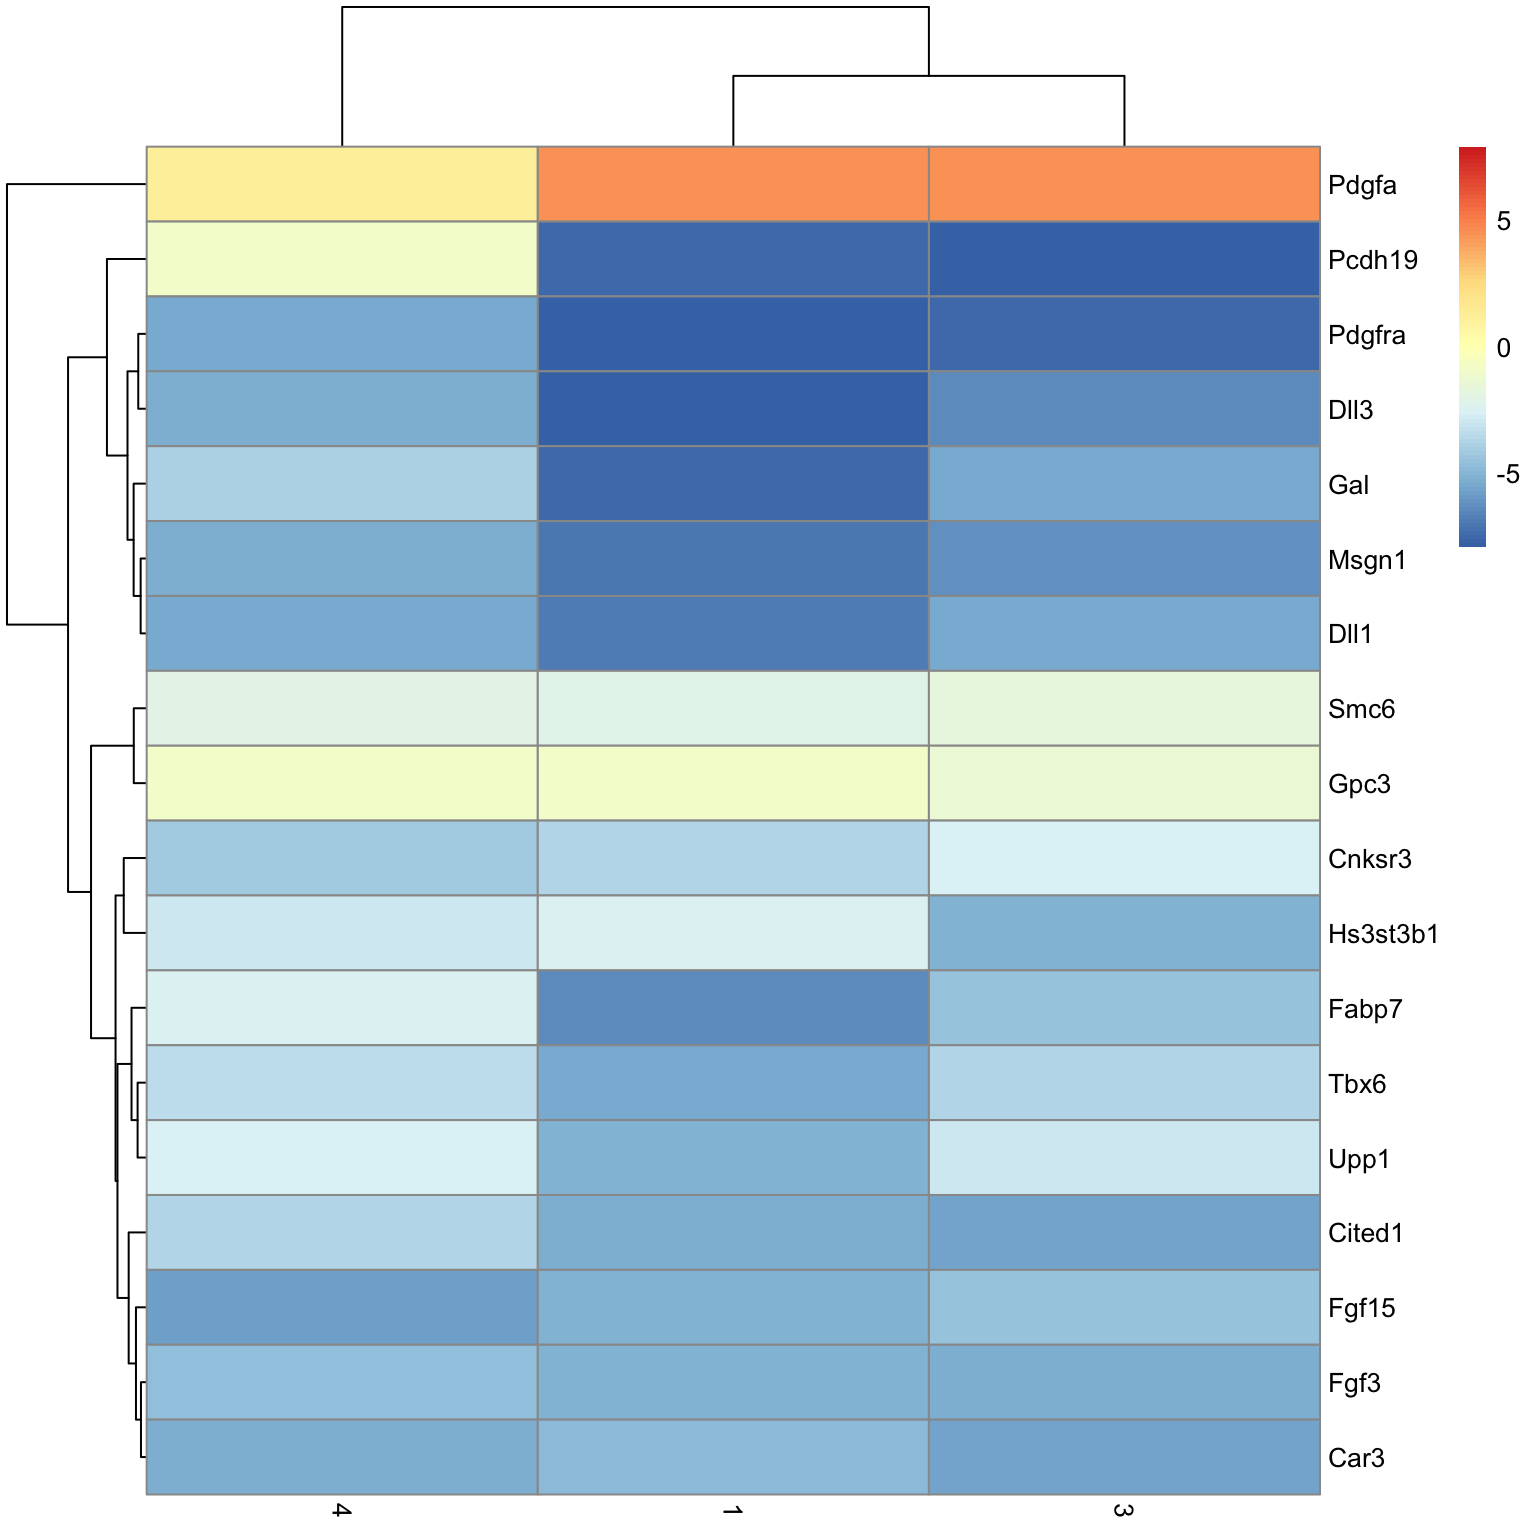 Pdgfa
Pcdh19
Pdgfra
Dll3
Gal
Msgn1
Dll1
Smc6
Gpc3
Cnksr3
Hs3st3b1
Fabp7
Tbx6
Upp1
Cited1
Fgf15
Fgf3
Car3
4
1
3
5
0
-5